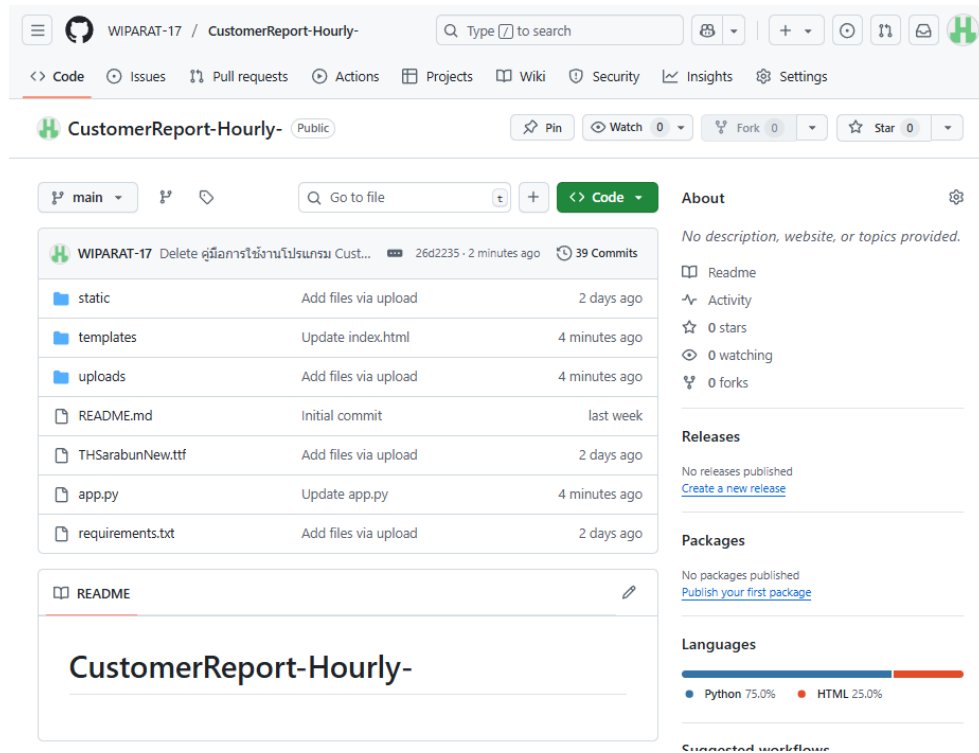 WIPARAT-17 / CustomerReport-Hourly-
Type / to search
Code
Issues
Pull requests
Actions
Projects
Wiki
Security
Insights
Settings
CustomerReport-Hourly- Public
Pin
Watch 0
Fork 0
Star 0
main
Go to file t
Code
WIPARAT-17 Delete คู่มือการใช้งานโปรแกรม Cust... 26d2235 · 2 minutes ago 39 Commits
static Add files via upload 2 days ago
templates Update index.html 4 minutes ago
uploads Add files via upload 4 minutes ago
README.md Initial commit last week
THSarabunNew.ttf Add files via upload 2 days ago
app.py Update app.py 4 minutes ago
requirements.txt Add files via upload 2 days ago
README
CustomerReport-Hourly-
About
No description, website, or topics provided.
Readme
Activity
0 stars
0 watching
0 forks
Releases
No releases published
Create a new release
Packages
No packages published
Publish your first package
Languages
Python 75.0% HTML 25.0%
Suggested workflows